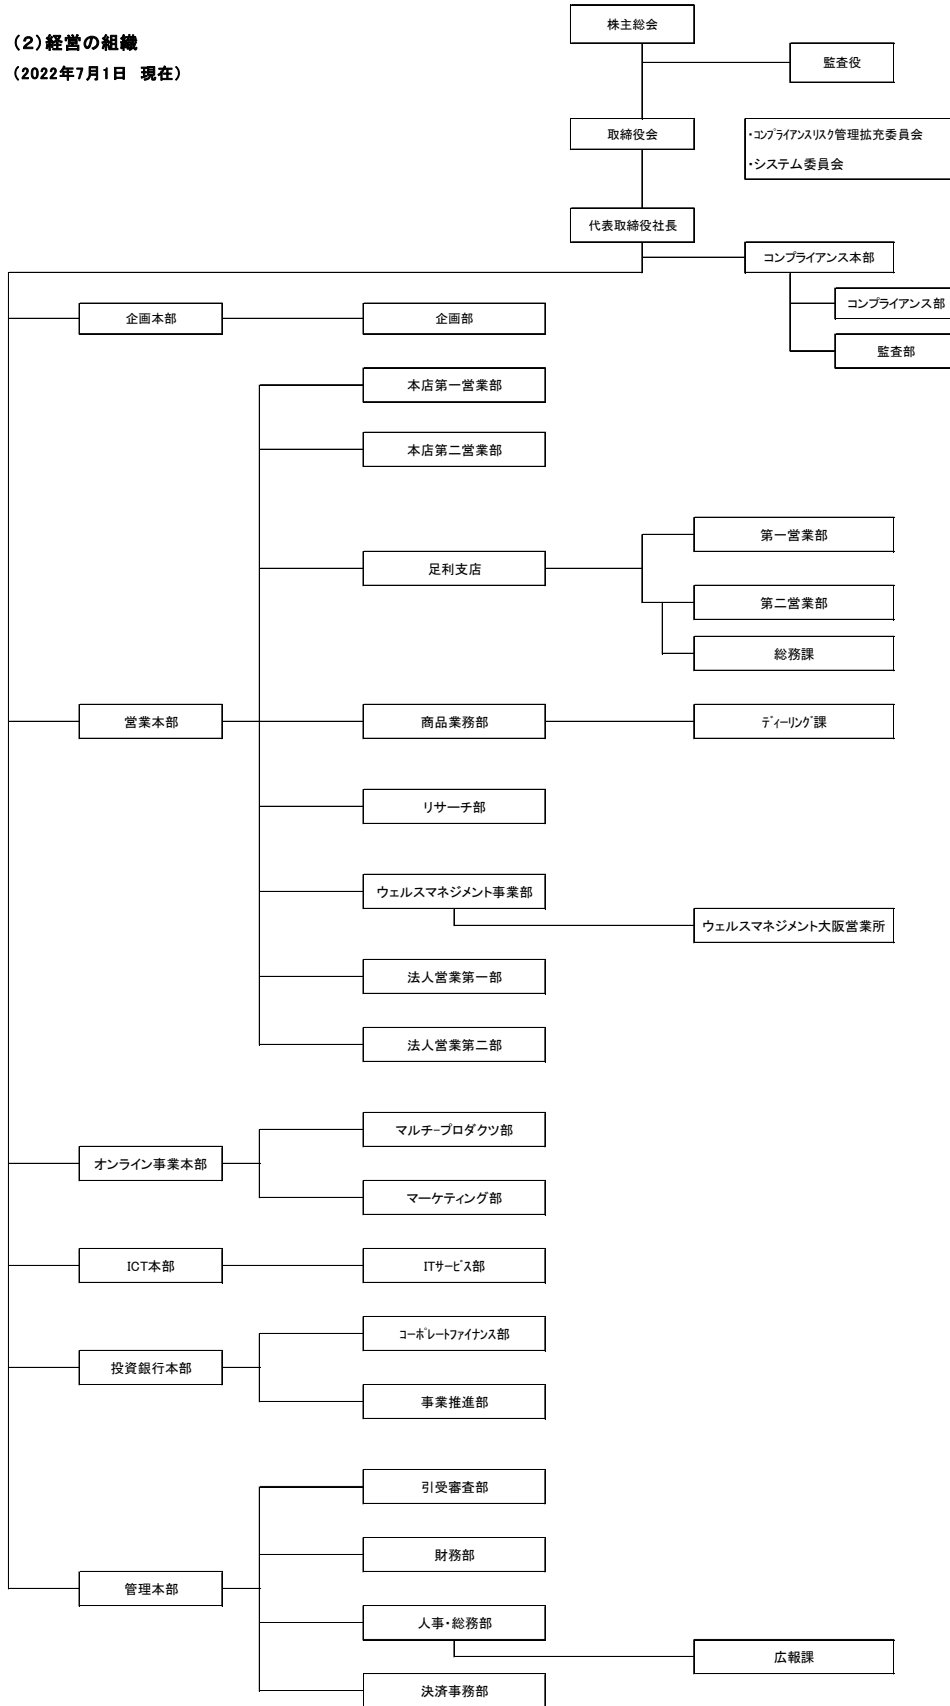 (2)経営の組織
(2022年7月1日 現在)
株主総会
監査役
取締役会
・コンプライアンスリスク管理拡充委員会
・システム委員会
代表取締役社長
コンプライアンス本部
コンプライアンス部
監査部
企画本部
企画部
本店第一営業部
本店第二営業部
足利支店
第一営業部
第二営業部
総務課
営業本部
商品業務部
ディーリング課
リサーチ部
ウェルスマネジメント事業部
ウェルスマネジメント大阪営業所
法人営業第一部
法人営業第二部
オンライン事業本部
マルチ-プロダクツ部
マーケティング部
ICT本部
ITサービス部
投資銀行本部
コーポレートファイナンス部
事業推進部
管理本部
引受審査部
財務部
人事・総務部
広報課
決済事務部